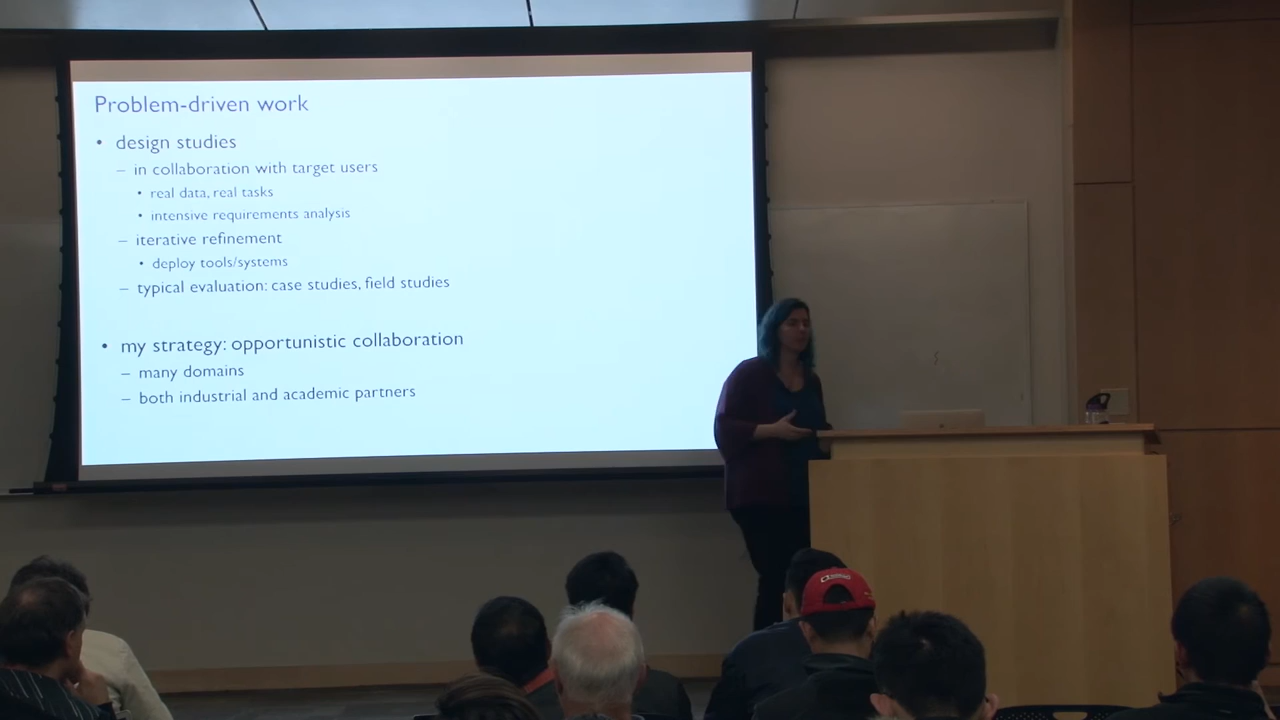 Problem-driven work
• design studies
– in collaboration with target users
• real data, real tasks
• intensive requirements analysis
– iterative refinement
• deploy tools/systems
– typical evaluation: case studies, field studies
• my strategy: opportunistic collaboration
– many domains
– both industrial and academic partners